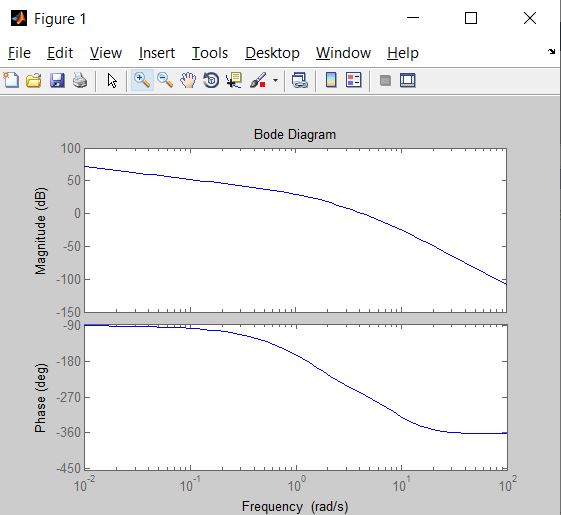 Figure 1
File Edit View Insert Tools Desktop Window Help
Bode Diagram
Magnitude (dB)
100
50
0
-50
-100
-150
Phase (deg)
-90
-180
-270
-360
-450
10^-2 10^-1 10^0 10^1 10^2
Frequency (rad/s)